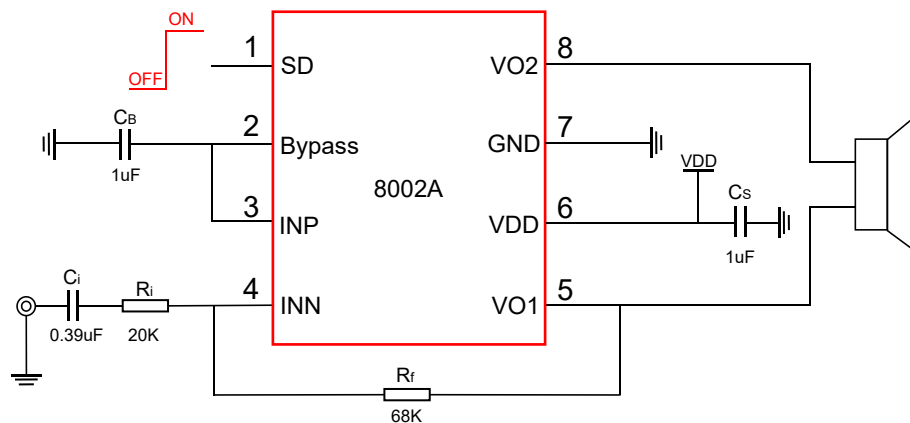 ON
OFF
1
SD
VO2
8
CB
1uF
2
Bypass
GND
7
8002A
VDD
3
INP
VDD
6
CS
1uF
Ci
0.39uF
Ri
20K
4
INN
VO1
5
Rf
68K